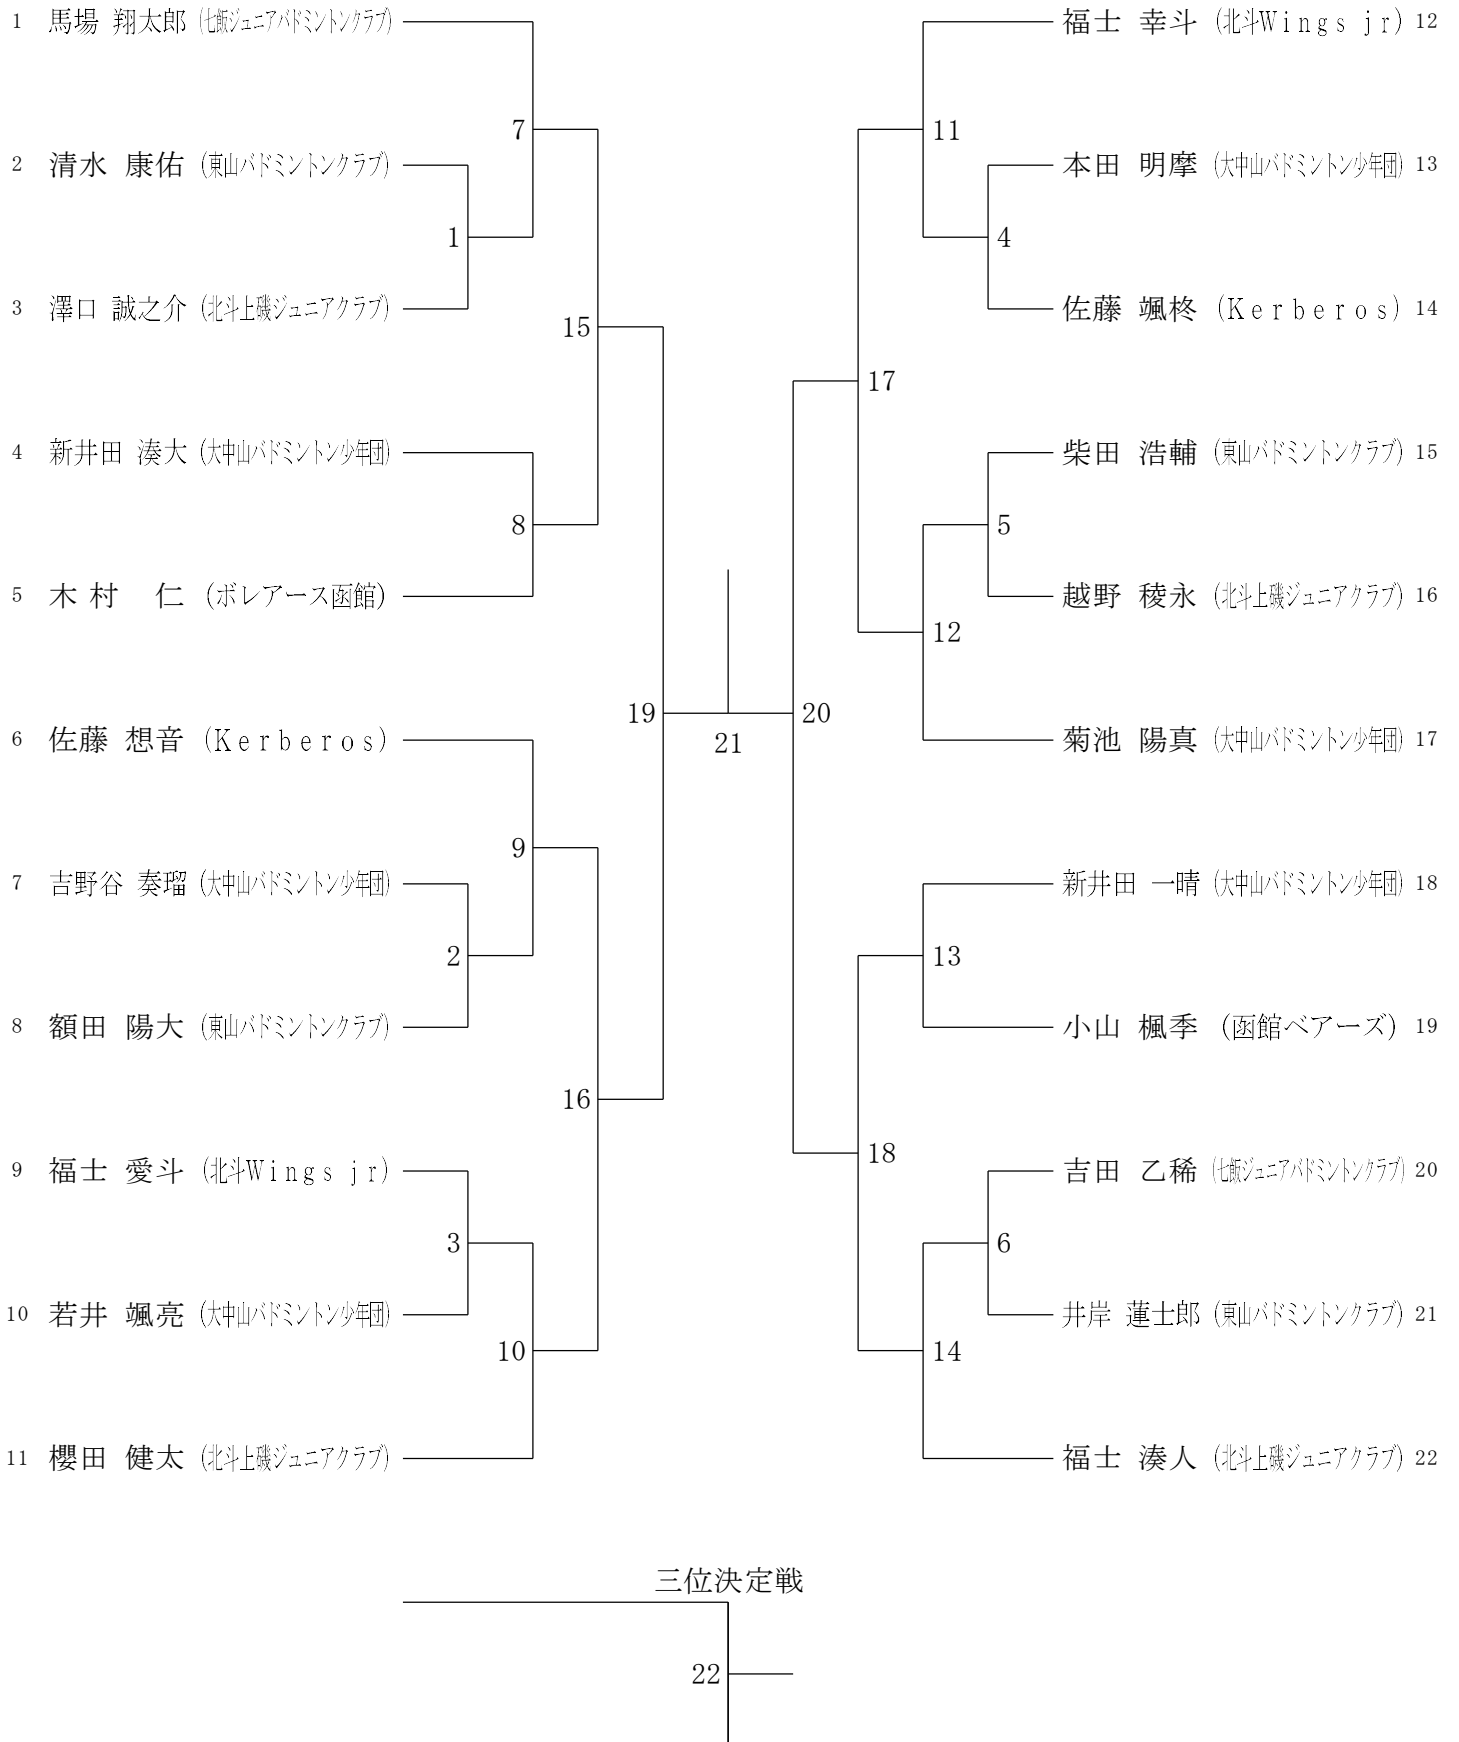 1 馬場 翔太郎 (七飯ジュニアバドミントンクラブ)
7
2 清水 康佑 (東山バドミントンクラブ)
1
3 澤口 誠之介 (北斗上磯ジュニアクラブ)
15
4 新井田 湊大 (大中山バドミントン少年団)
8
5 木村 仁 (ボレアース函館)
19
6 佐藤 想音 (Kerberos)
9
7 吉野谷 奏瑠 (大中山バドミントン少年団)
2
8 額田 陽大 (東山バドミントンクラブ)
16
9 福士 愛斗 (北斗Wings jr)
3
10 若井 颯亮 (大中山バドミントン少年団)
10
11 櫻田 健太 (北斗上磯ジュニアクラブ)
21
福士 幸斗 (北斗Wings jr) 12
11
本田 明摩 (大中山バドミントン少年団) 13
4
佐藤 颯柊 (Kerberos) 14
17
柴田 浩輔 (東山バドミントンクラブ) 15
5
越野 稜永 (北斗上磯ジュニアクラブ) 16
12
20
菊池 陽真 (大中山バドミントン少年団) 17
新井田 一晴 (大中山バドミントン少年団) 18
13
小山 楓季 (函館ベアーズ) 19
18
吉田 乙稀 (七飯ジュニアバドミントンクラブ) 20
6
井岸 蓮士郎 (東山バドミントンクラブ) 21
14
福士 湊人 (北斗上磯ジュニアクラブ) 22
三位決定戦
22